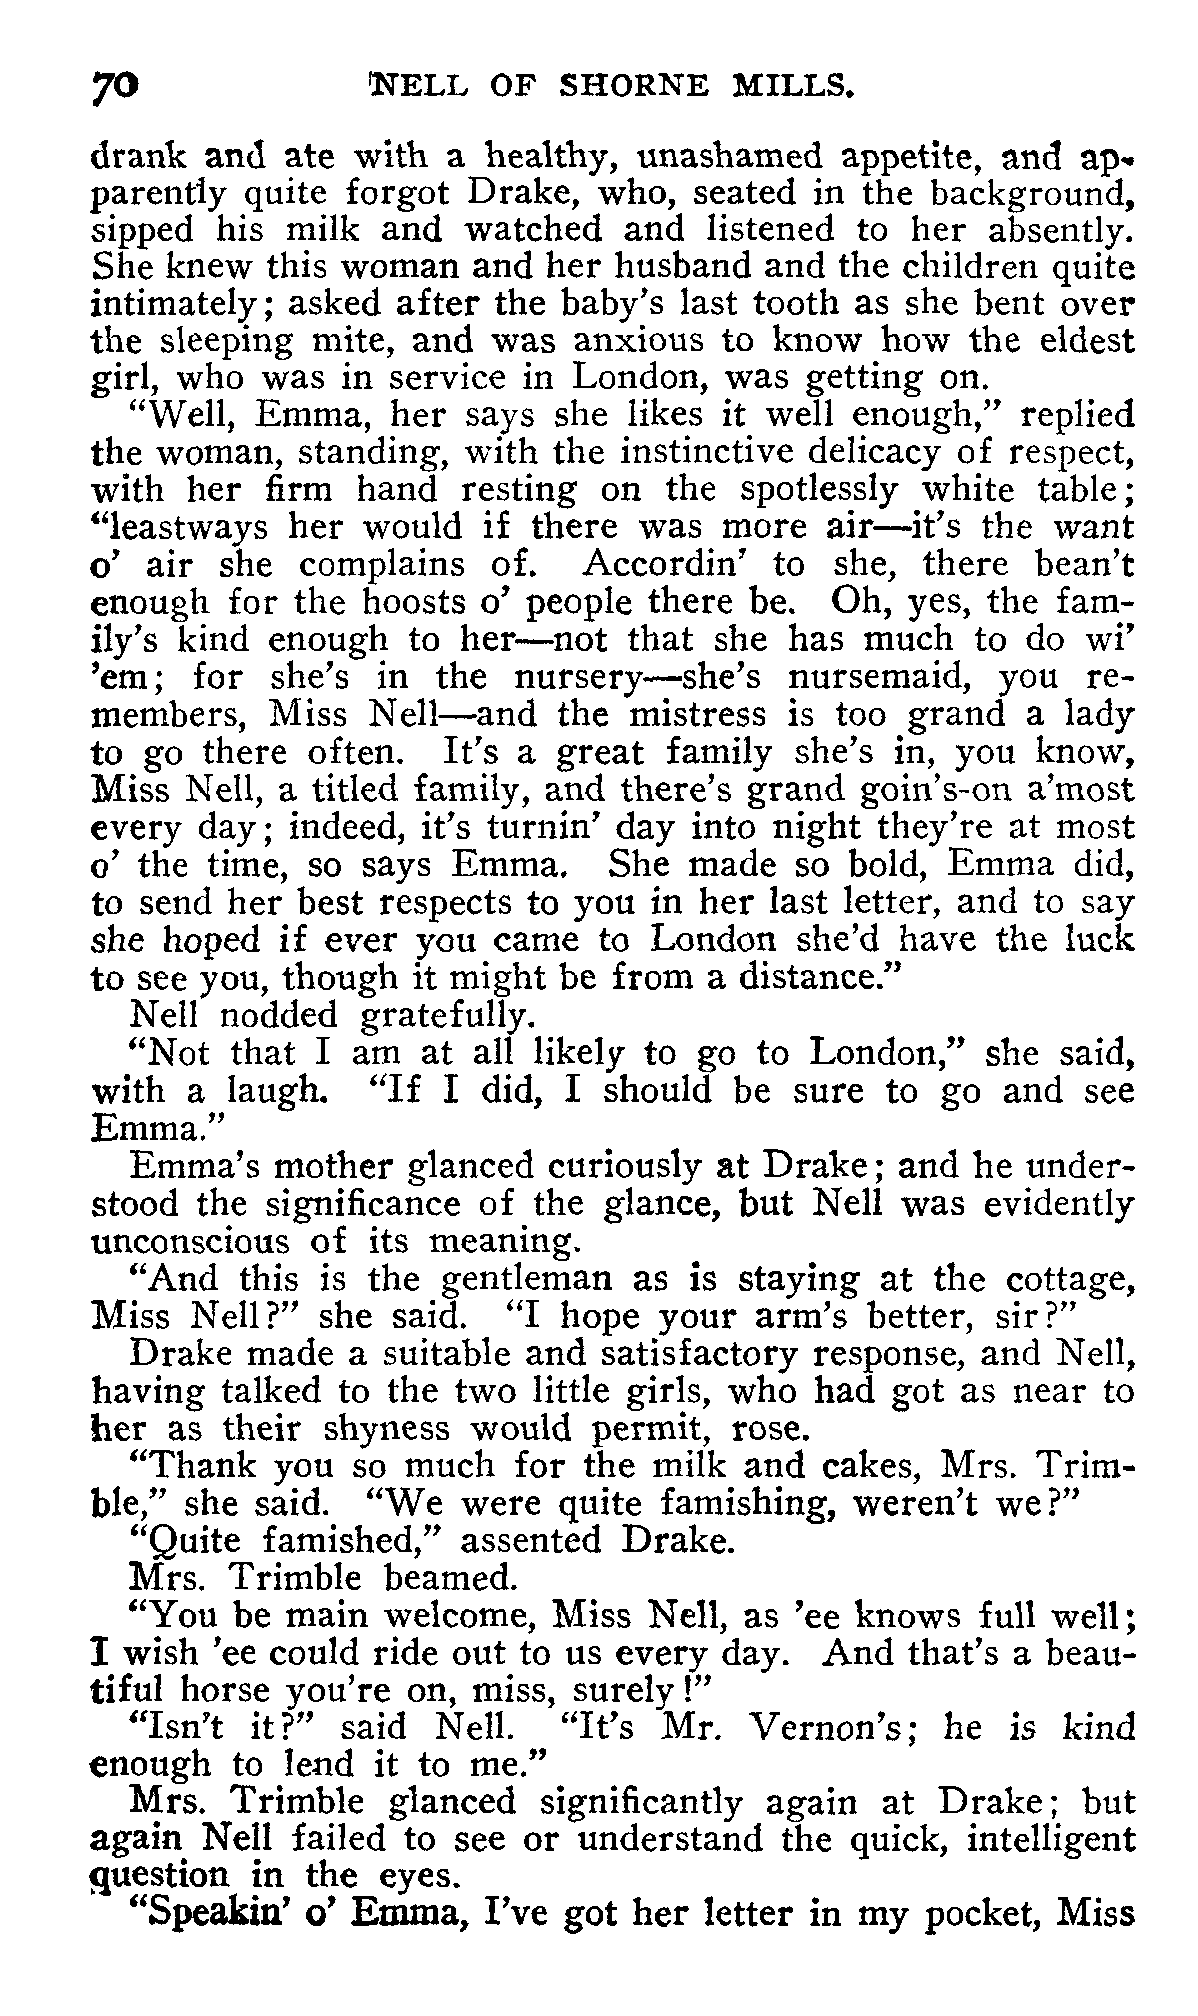 70 NELL OF SHORNE MILLS.
drank and ate with a healthy, unashamed appetite, and ap-
parently quite forgot Drake, who, seated in the background,
sipped his milk and watched and listened to her absently.
She knew this woman and her husband and the children quite
intimately; asked after the baby's last tooth as she bent over
the sleeping mite, and was anxious to know how the eldest
girl, who was in service in London, was getting on.
"Well, Emma, her says she likes it well enough," replied
the woman, standing, with the instinctive delicacy of respect,
with her firm hand resting on the spotlessly white table;
"leastways her would if there was more air—it's the want
o' air she complains of. Accordin' to she, there bean't
enough for the hoosts o' people there be. Oh, yes, the fam-
ily's kind enough to her—not that she has much to do wi'
'em; for she's in the nursery—she's nursemaid, you re-
members, Miss Nell—and the mistress is too grand a lady
to go there often. It's a great family she's in, you know,
Miss Nell, a titled family, and there's grand goin's-on a'most
every day; indeed, it's turnin' day into night they're at most
o' the time, so says Emma. She made so bold, Emma did,
to send her best respects to you in her last letter, and to say
she hoped if ever you came to London she'd have the luck
to see you, though it might be from a distance."
Nell nodded gratefully.
"Not that I am at all likely to go to London," she said,
with a laugh. "If I did, I should be sure to go and see
Emma."
Emma's mother glanced curiously at Drake; and he under-
stood the significance of the glance, but Nell was evidently
unconscious of its meaning.
"And this is the gentleman as is staying at the cottage,
Miss Nell?" she said. "I hope your arm's better, sir?"
Drake made a suitable and satisfactory response, and Nell,
having talked to the two little girls, who had got as near to
her as their shyness would permit, rose.
"Thank you so much for the milk and cakes, Mrs. Trim-
ble," she said. "We were quite famishing, weren't we?"
"Quite famished," assented Drake.
Mrs. Trimble beamed.
"You be main welcome, Miss Nell, as 'ee knows full well;
I wish 'ee could ride out to us every day. And that's a beau-
tiful horse you're on, miss, surely!"
"Isn't it?" said Nell. "It's Mr. Vernon's; he is kind
enough to lend it to me."
Mrs. Trimble glanced significantly again at Drake; but
again Nell failed to see or understand the quick, intelligent
question in the eyes.
"Speakin' o' Emma, I've got her letter in my pocket, Miss